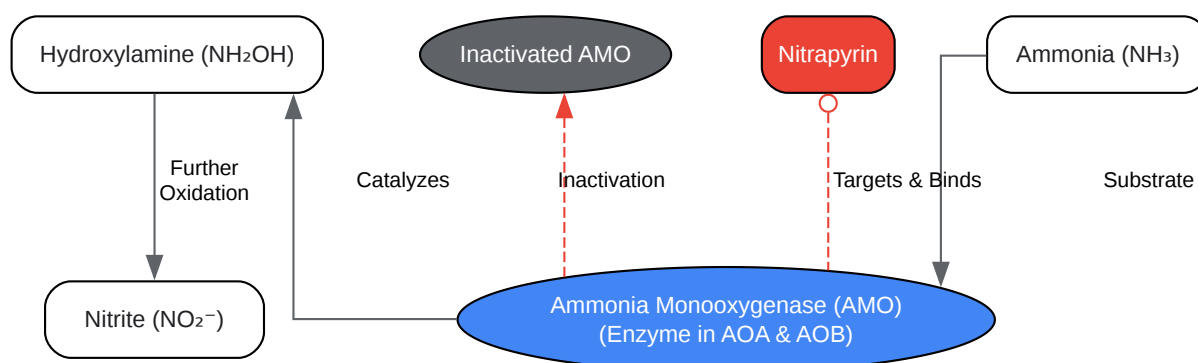 Hydroxylamine (NH₂OH)
Inactivated AMO
Nitrapyrin
Ammonia (NH₃)
Further
Oxidation
Catalyzes
Inactivation
Targets & Binds
Substrate
Nitrite (NO₂⁻)
Ammonia Monooxygenase (AMO)
(Enzyme in AOA & AOB)